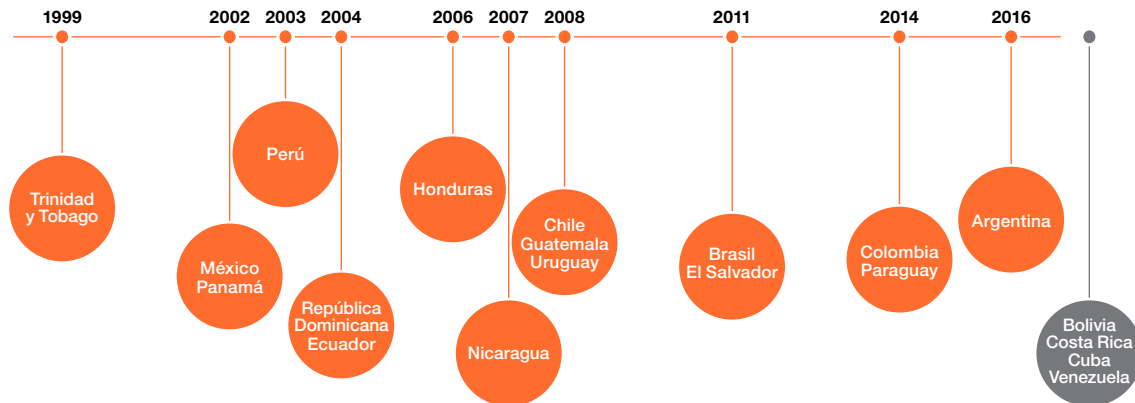 1999
2002
2003
2004
2006
2007
2008
2011
2014
2016
Trinidad
y Tobago
México
Panamá
Perú
República
Dominicana
Ecuador
Honduras
Nicaragua
Chile
Guatemala
Uruguay
Brasil
El Salvador
Colombia
Paraguay
Argentina
Bolivia
Costa Rica
Cuba
Venezuela